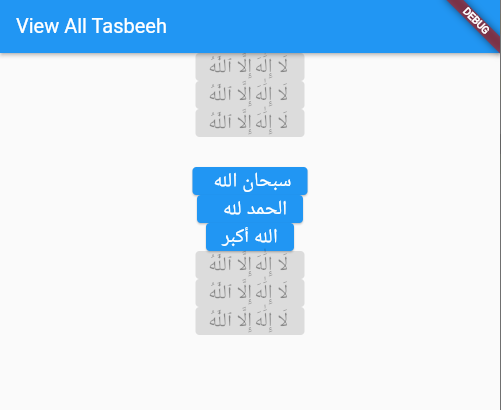 View All Tasbeeh
DEBUG
لَا إِلَٰهَ إِلَّا ٱللَّٰهُ
لَا إِلَٰهَ إِلَّا ٱللَّٰهُ
لَا إِلَٰهَ إِلَّا ٱللَّٰهُ
سبحان الله
الحمد لله
الله أكبر
لَا إِلَٰهَ إِلَّا ٱللَّٰهُ
لَا إِلَٰهَ إِلَّا ٱللَّٰهُ
لَا إِلَٰهَ إِلَّا ٱللَّٰهُ